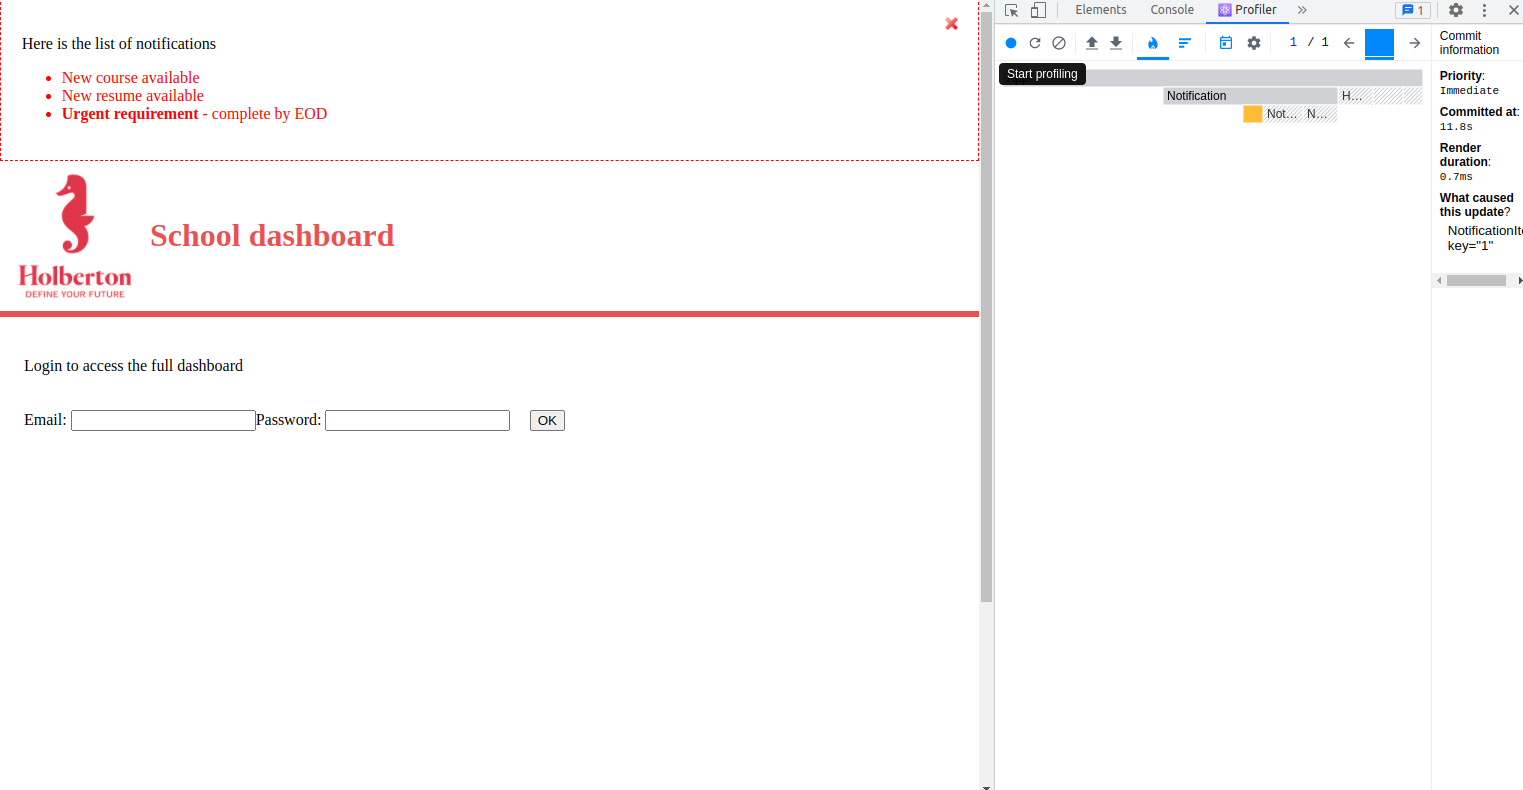 Here is the list of notifications
New course available
New resume available
Urgent requirement - complete by EOD
Holberton
DEFINE YOUR FUTURE
School dashboard
Login to access the full dashboard
Email: Password: OK
Elements Console Profiler 1
1 / 1
Start profiling
Notification H…
Not… N…
Commit
information
Priority:
Immediate
Committed at:
11.8s
Render
duration:
0.7ms
What caused
this update?
NotificationIte
key="1"